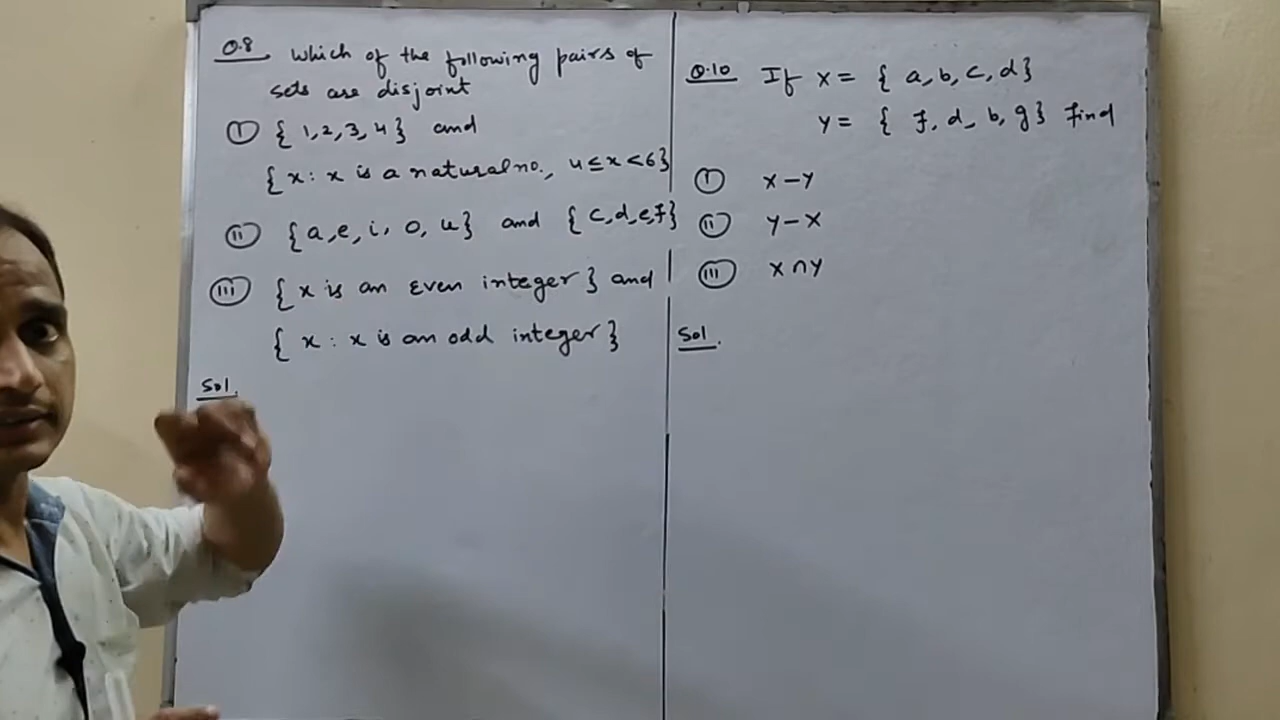 Q.8 Which of the following pairs of
sets are disjoint
(I) { 1,2,3,4 } and
{ x : x is a natural no., 4 ≤ x < 6 }
(II) { a, e, i, o, u } and { c, d, e, f }
(III) { x is an even integer } and
{ x : x is an odd integer }
Sol.
Q.10 If X = { a, b, c, d }
Y = { f, d, b, g } find
(I) X – Y
(II) Y – X
(III) X ∩ Y
Sol.